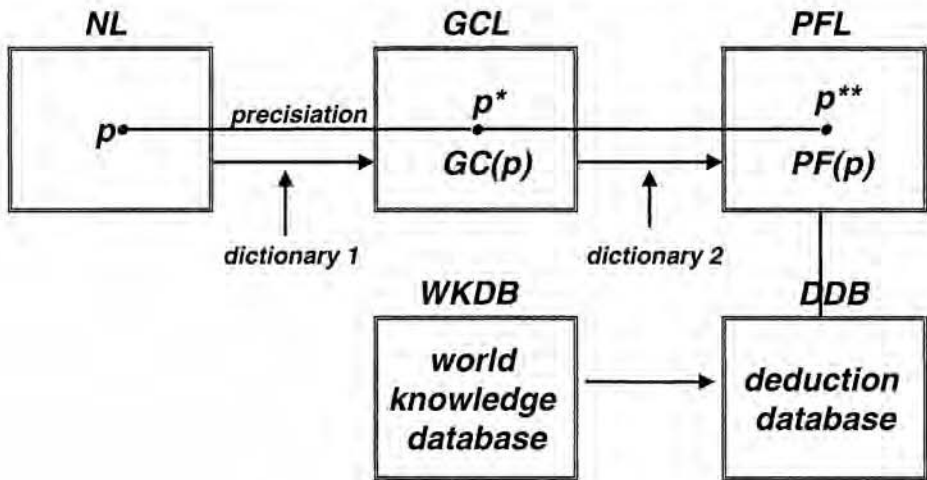 NL
GCL
PFL
p
precisiation
p*
p**
GC(p)
PF(p)
dictionary 1
dictionary 2
WKDB
DDB
world
knowledge
database
deduction
database